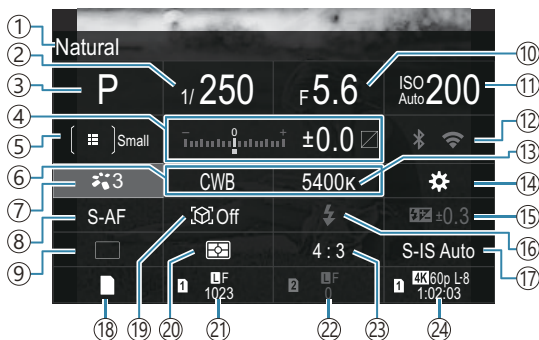 ① Natural
② 1/250 ⑩ F5.6
③ P ⑪ ISO Auto 200
④ − 0 + ±0.0
⑤ Small ⑫
⑥ CWB ⑬ 5400K
⑦ 3 ⑭
⑧ S-AF Off ⑮ ±0.3
⑨ 4:3 ⑯ S-IS Auto ⑰
1 LF 1023 2 LF 0 1 4K 60p L-8 1:02:03
⑱ ⑲ ⑳ ㉑ ㉒ ㉓ ㉔